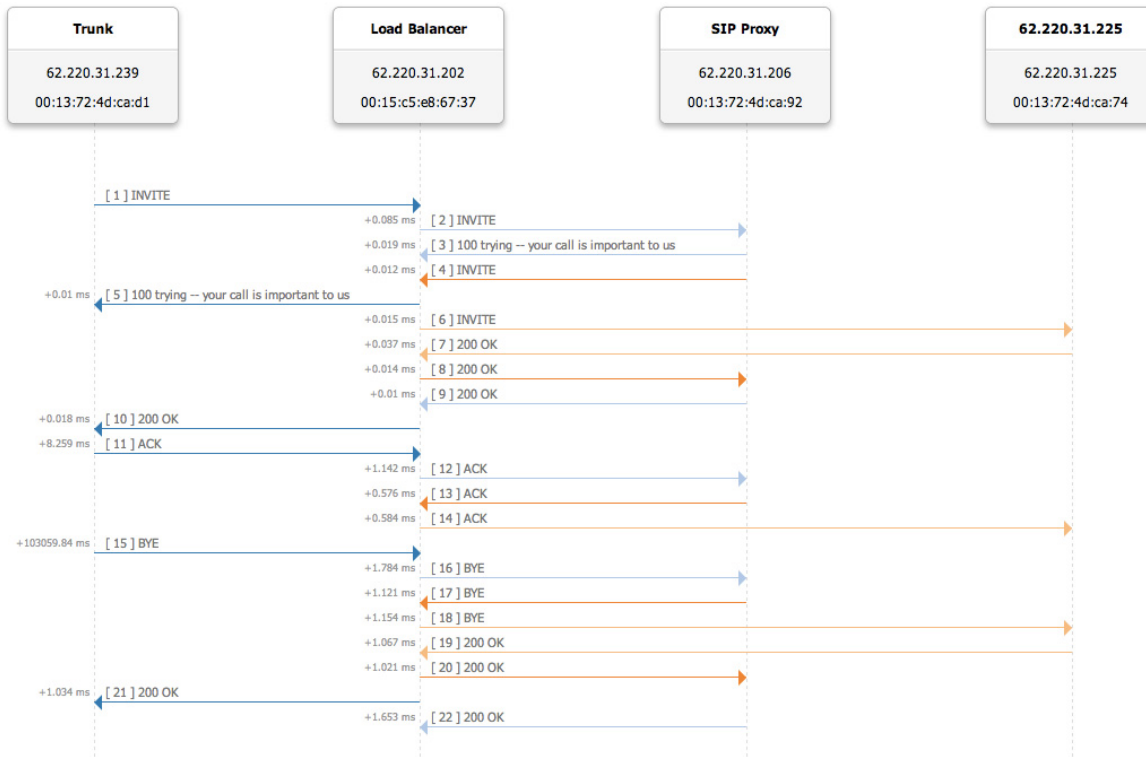 Trunk
62.220.31.239
00:13:72:4d:ca:d1
Load Balancer
62.220.31.202
00:15:c5:e8:67:37
SIP Proxy
62.220.31.206
00:13:72:4d:ca:92
62.220.31.225
62.220.31.225
00:13:72:4d:ca:74
[ 1 ] INVITE
+0.085 ms [ 2 ] INVITE
+0.019 ms [ 3 ] 100 trying -- your call is important to us
+0.012 ms [ 4 ] INVITE
+0.01 ms [ 5 ] 100 trying -- your call is important to us
+0.015 ms [ 6 ] INVITE
+0.037 ms [ 7 ] 200 OK
+0.014 ms [ 8 ] 200 OK
+0.01 ms [ 9 ] 200 OK
+0.018 ms [ 10 ] 200 OK
+8.259 ms [ 11 ] ACK
+1.142 ms [ 12 ] ACK
+0.576 ms [ 13 ] ACK
+0.584 ms [ 14 ] ACK
+103059.84 ms [ 15 ] BYE
+1.784 ms [ 16 ] BYE
+1.121 ms [ 17 ] BYE
+1.154 ms [ 18 ] BYE
+1.067 ms [ 19 ] 200 OK
+1.021 ms [ 20 ] 200 OK
+1.034 ms [ 21 ] 200 OK
+1.653 ms [ 22 ] 200 OK